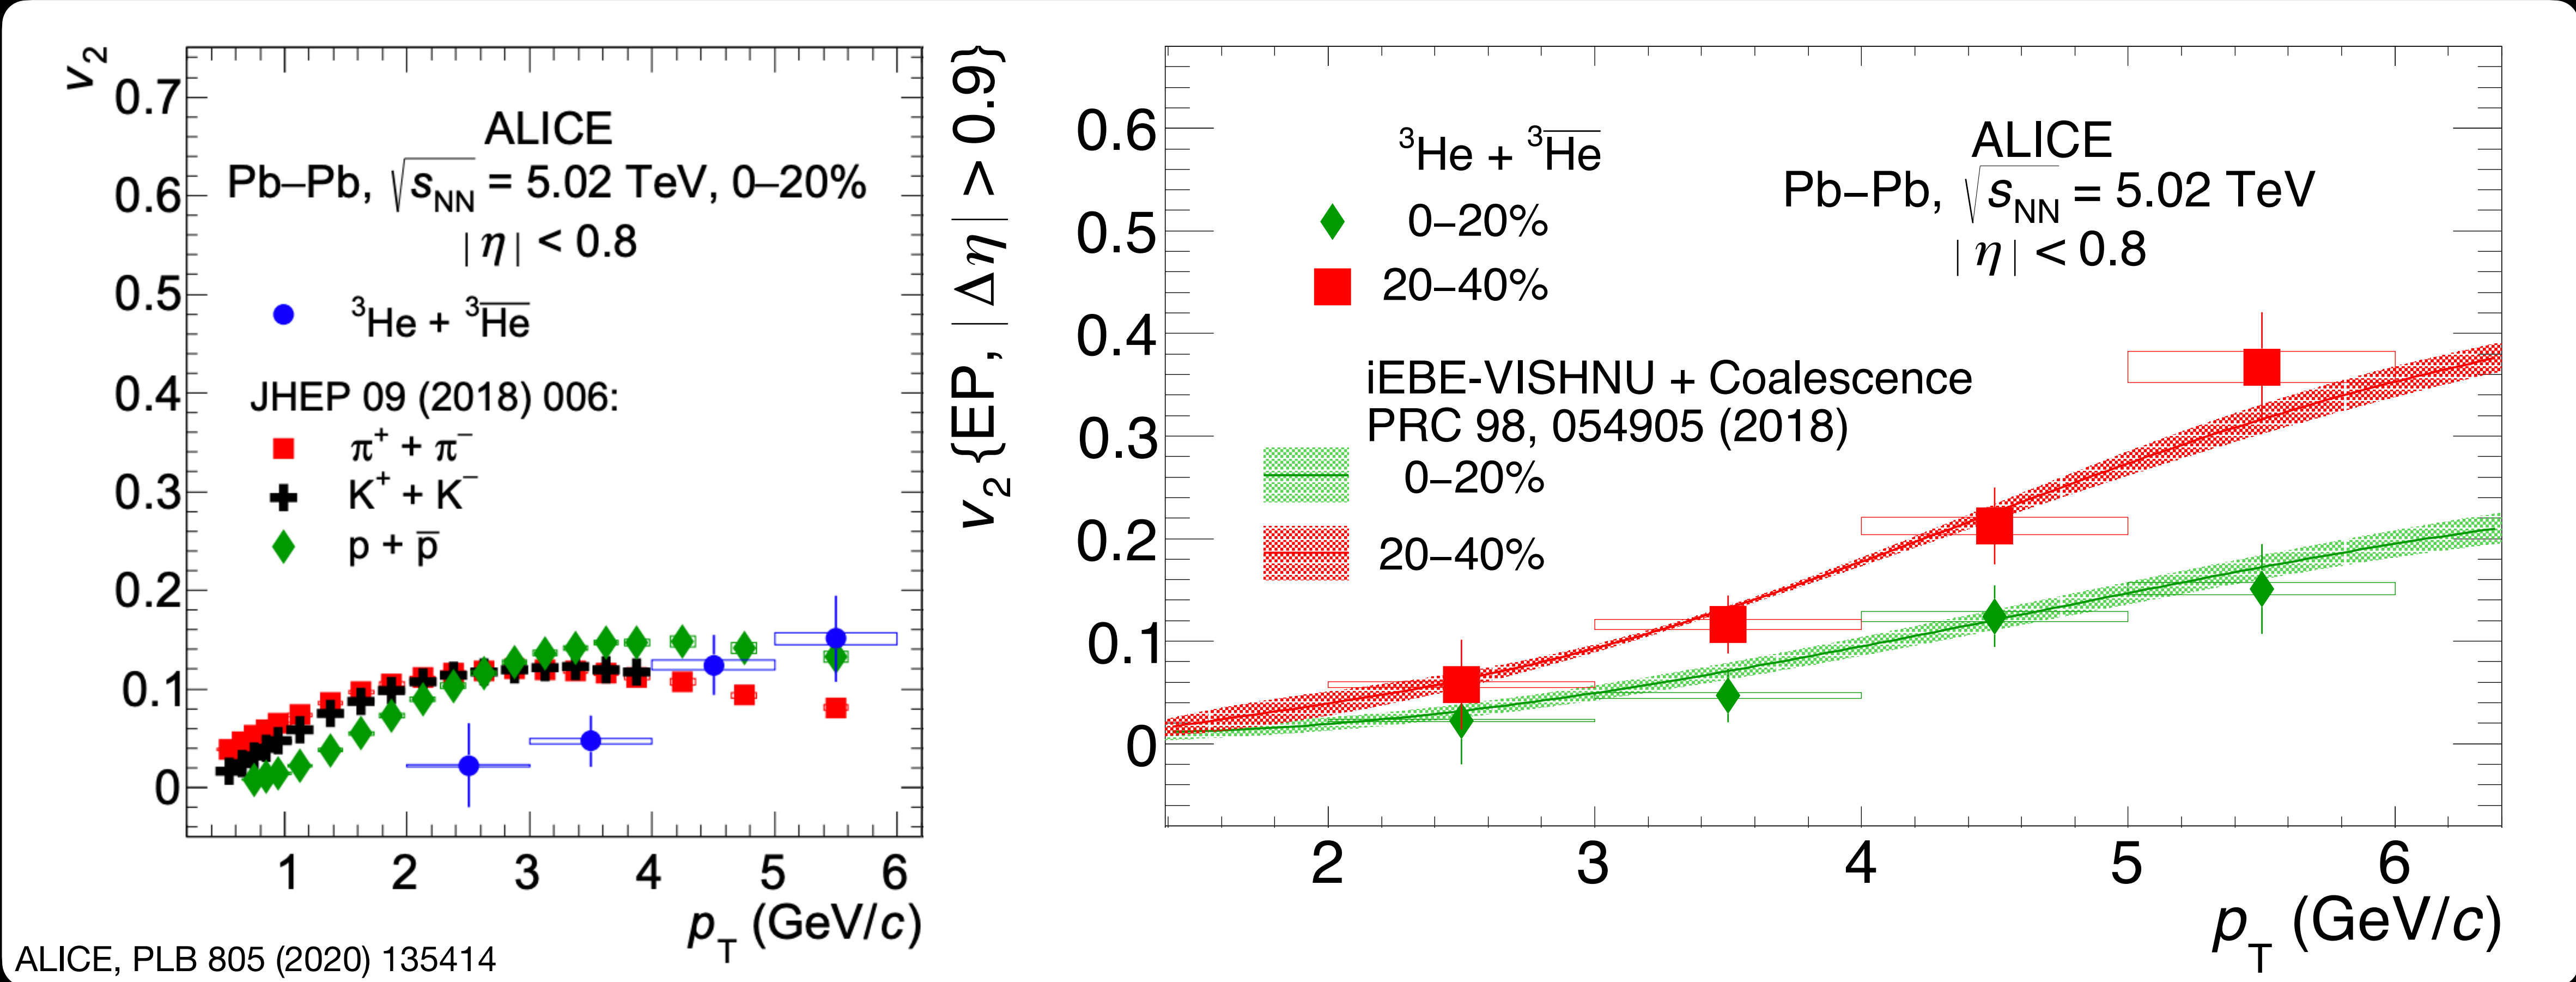 v2
0.7
0.6
0.5
0.4
0.3
0.2
0.1
0
ALICE
Pb–Pb, √sNN = 5.02 TeV, 0–20%
|η| < 0.8
³He + ³H̅e̅
JHEP 09 (2018) 006:
π⁺ + π⁻
K⁺ + K⁻
p + p̅
1 2 3 4 5 6
pT (GeV/c)
ALICE, PLB 805 (2020) 135414
v2{EP, |Δη| > 0.9}
0.6
0.5
0.4
0.3
0.2
0.1
0
³He + ³H̅e̅
0–20%
20–40%
ALICE
Pb–Pb, √sNN = 5.02 TeV
|η| < 0.8
iEBE-VISHNU + Coalescence
PRC 98, 054905 (2018)
0–20%
20–40%
2 3 4 5 6
pT (GeV/c)